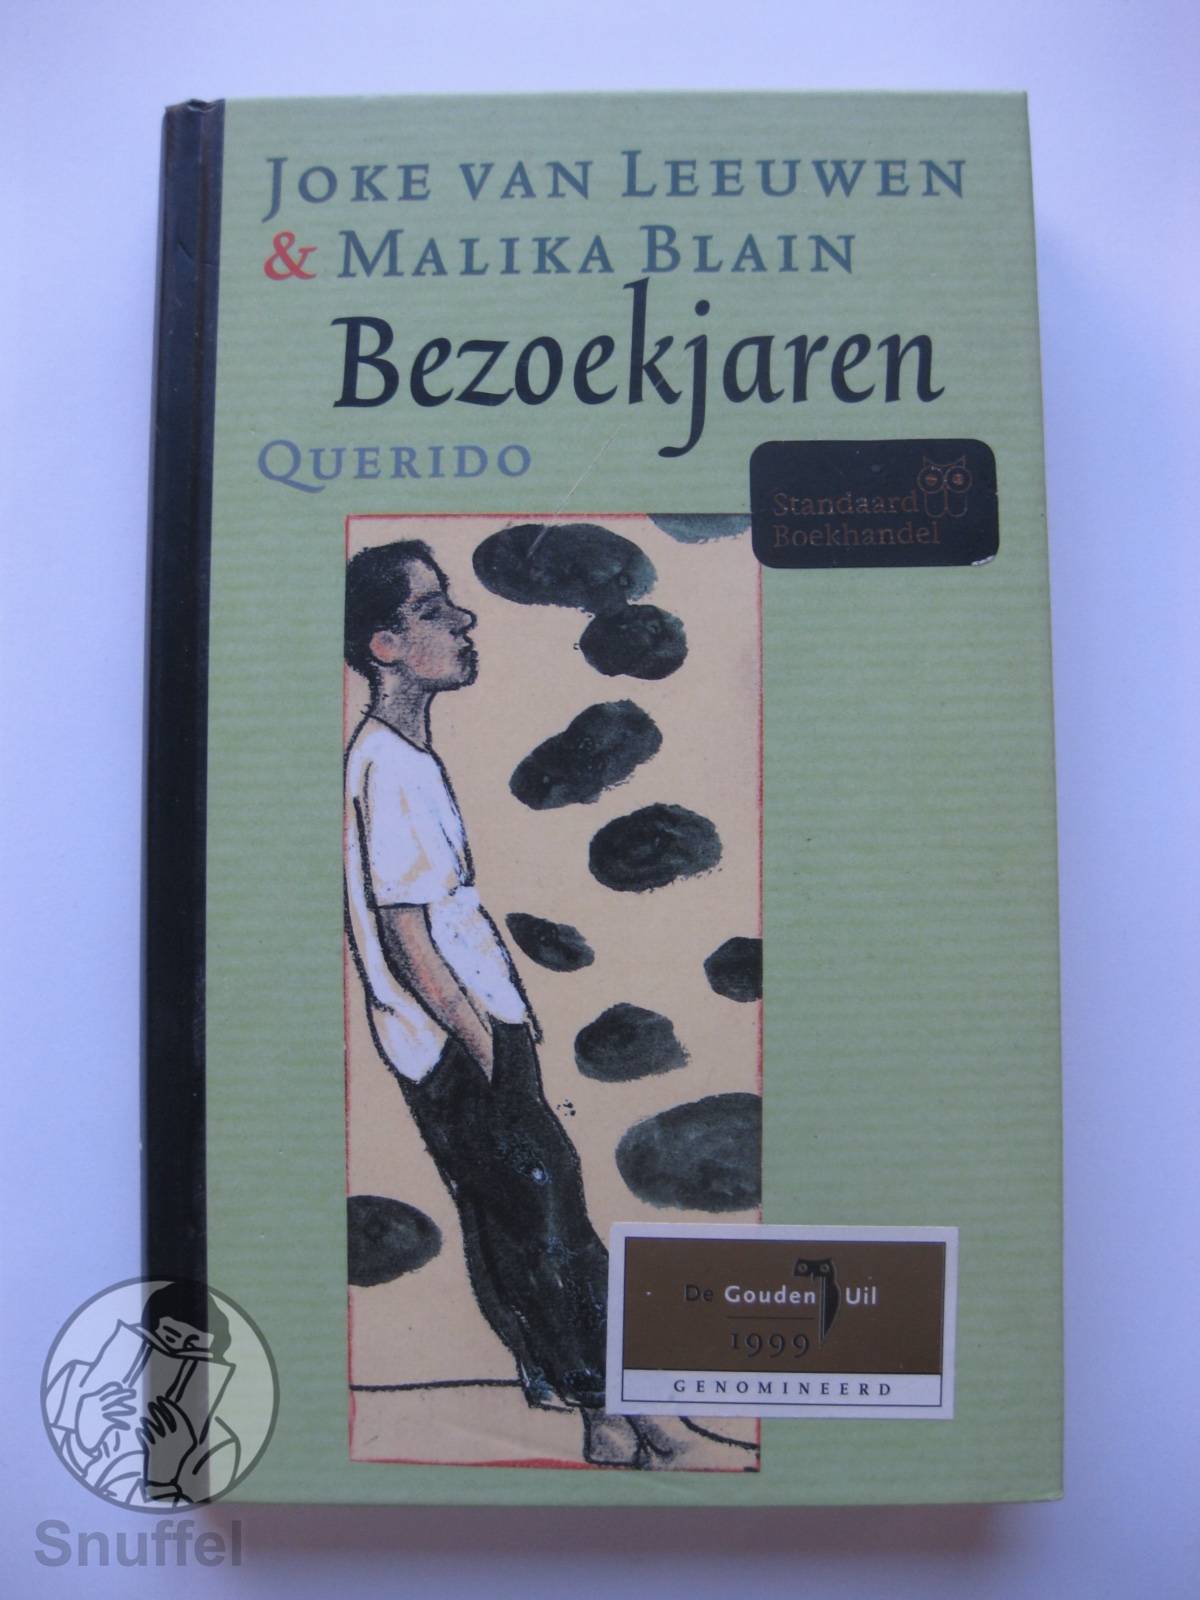 JOKE VAN LEEUWEN
& MALIKA BLAIN
Bezoekjaren
QUERIDO
Standaard
Boekhandel
De Gouden Uil
1999
GENOMINEERD
Snuffel